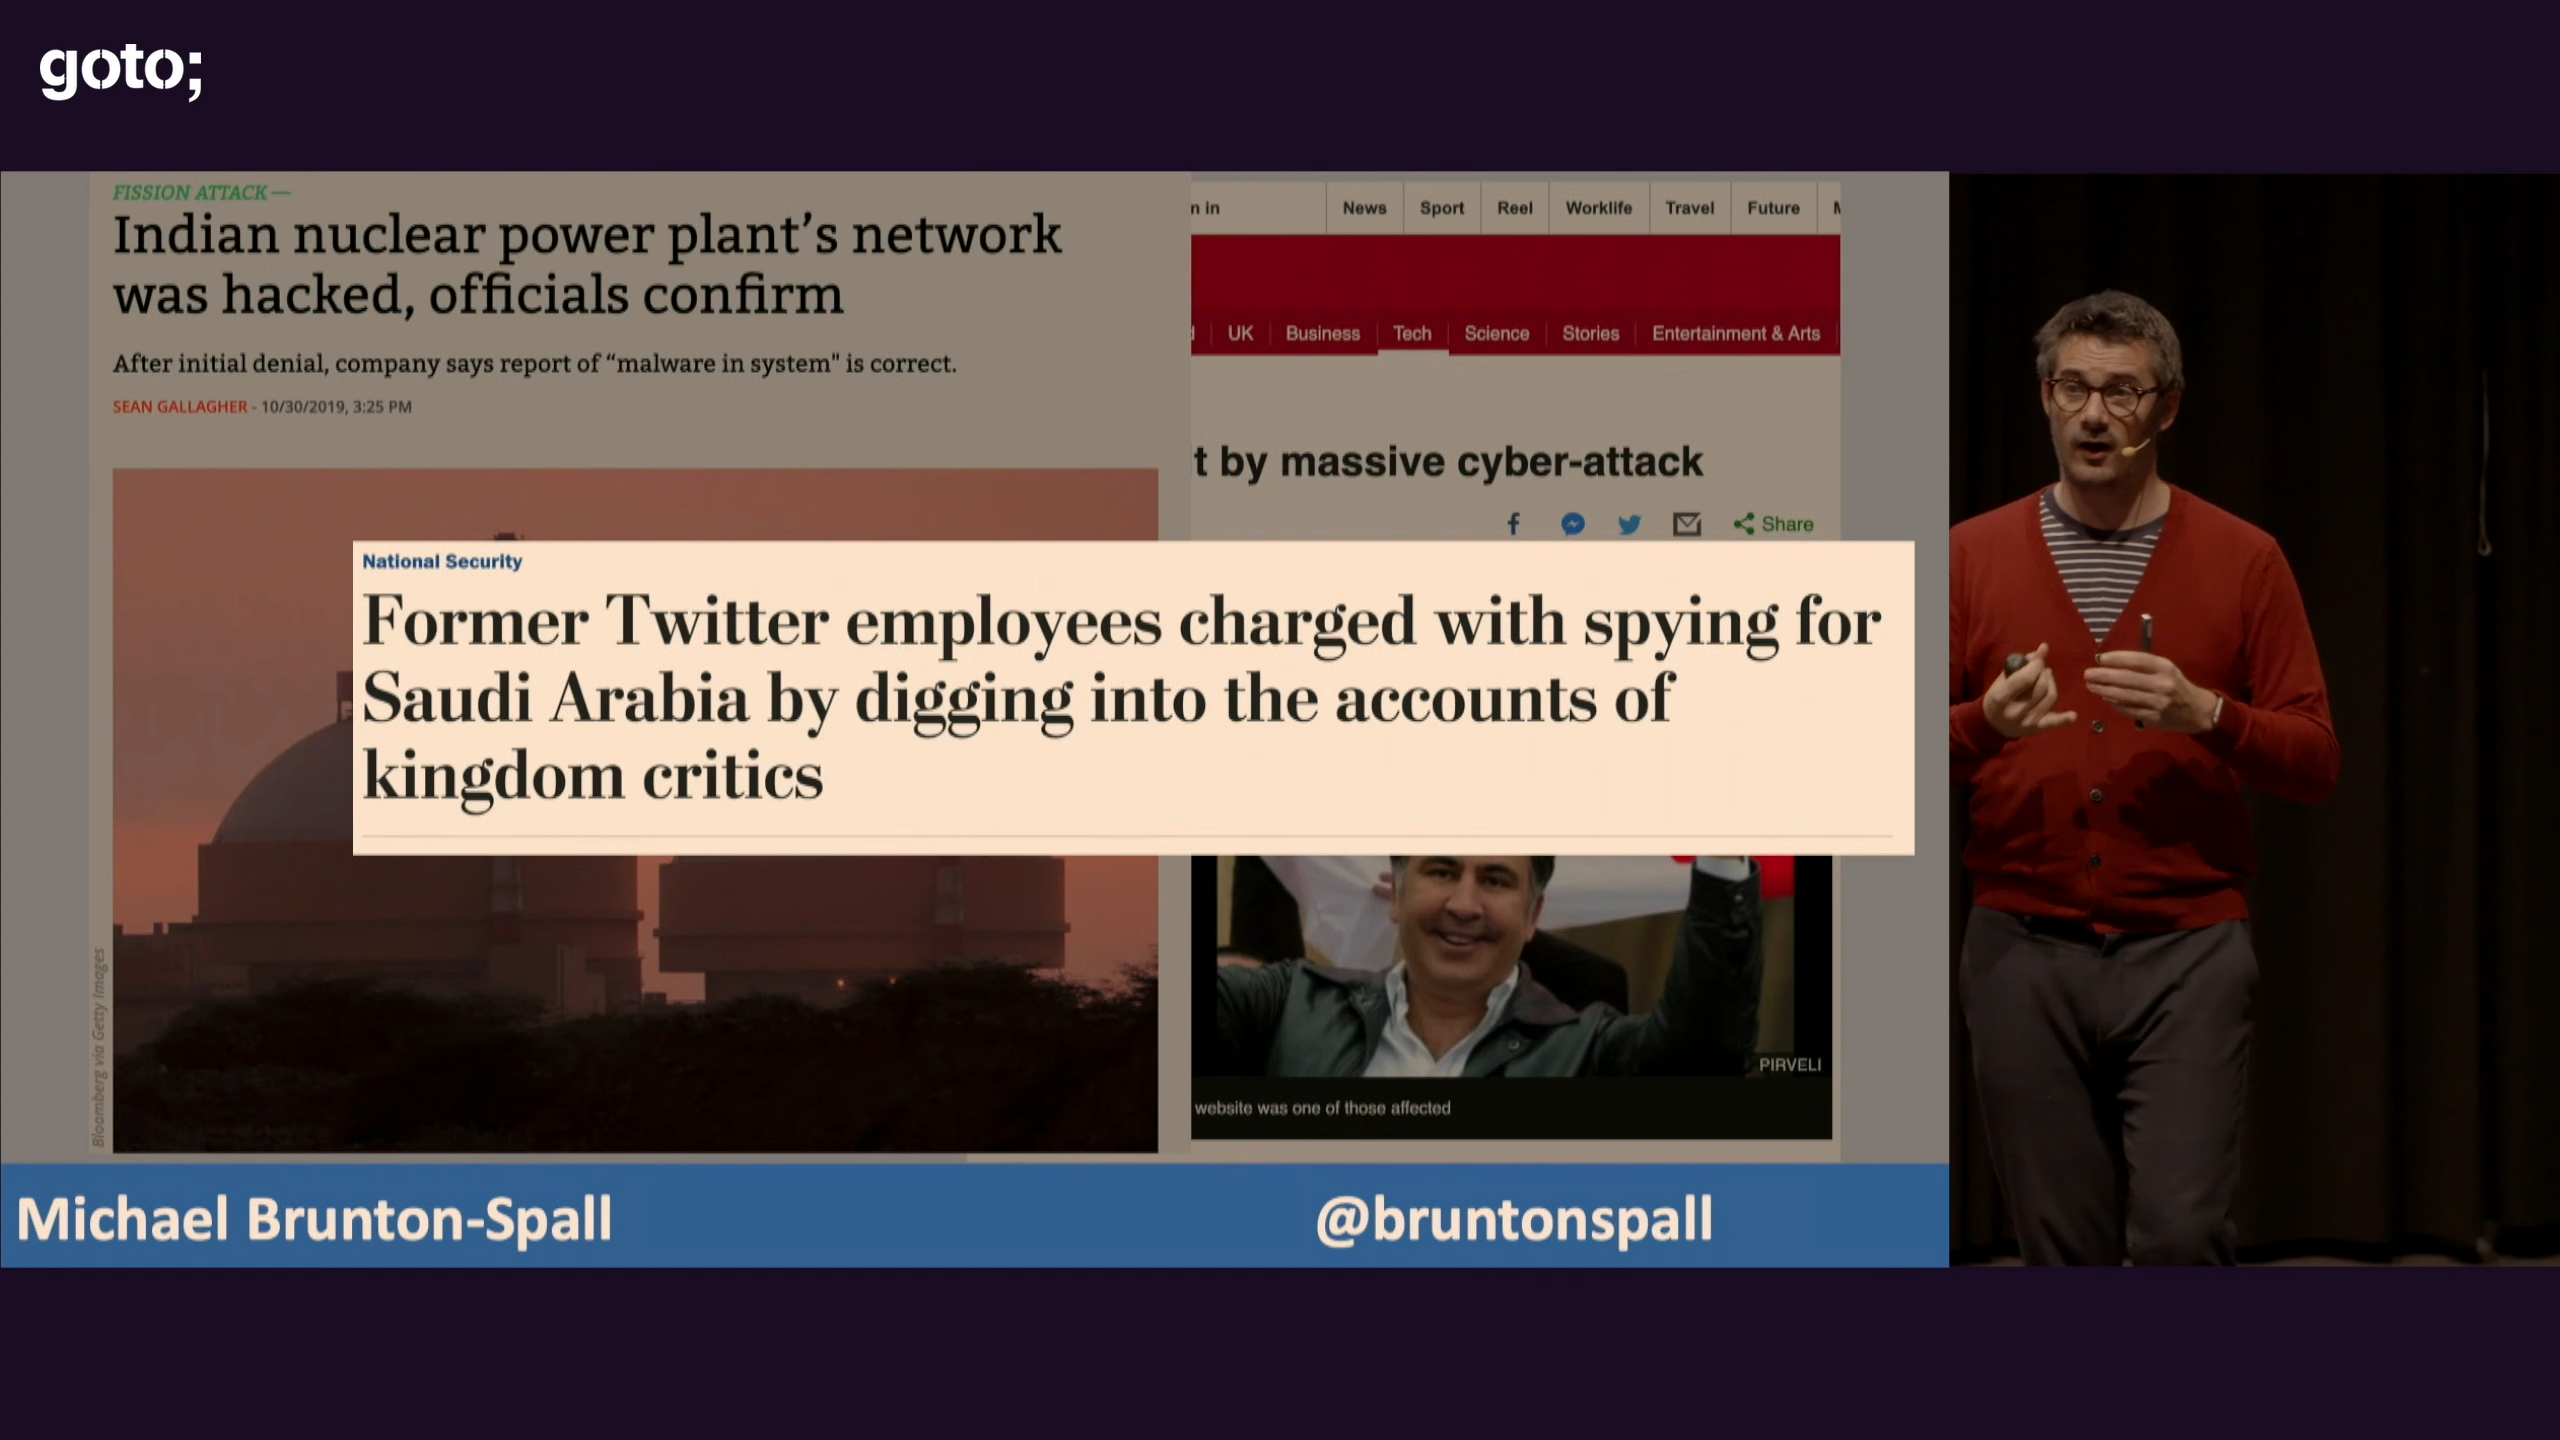 goto;
FISSION ATTACK—
Indian nuclear power plant’s network
was hacked, officials confirm
After initial denial, company says report of “malware in system" is correct.
SEAN GALLAGHER - 10/30/2019, 3:25 PM
Bloomberg via Getty Images
n in
News
Sport
Reel
Worklife
Travel
Future
UK
Business
Tech
Science
Stories
Entertainment & Arts
t by massive cyber-attack
Share
National Security
Former Twitter employees charged with spying for
Saudi Arabia by digging into the accounts of
kingdom critics
PIRVELI
website was one of those affected
Michael Brunton-Spall
@bruntonspall